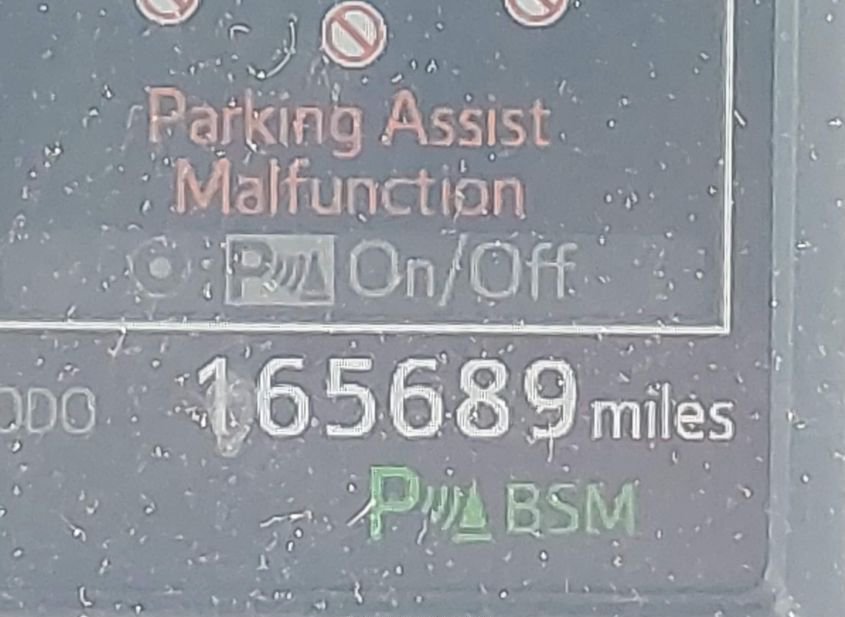 Parking Assist
Malfunction
P On/Off
ODO 165689 miles
P BSM